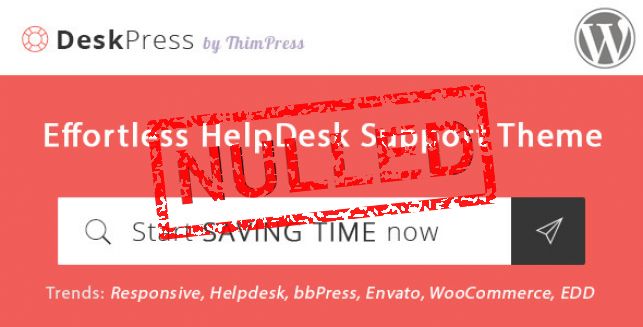 DeskPress by ThimPress
Effortless HelpDesk Support Theme
NULLED
Start SAVING TIME now
Trends: Responsive, Helpdesk, bbPress, Envato, WooCommerce, EDD